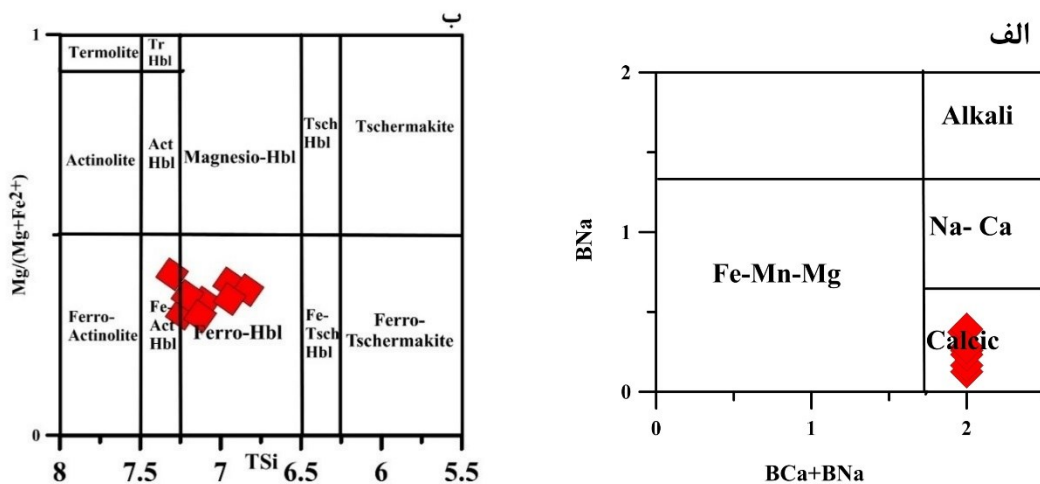 ب
1
Termolite
Tr
Hbl
Actinolite
Act
Hbl
Magnesio-Hbl
Tsch
Hbl
Tschermakite
Mg/(Mg+Fe2+)
Ferro-
Actinolite
Fe-
Act
Hbl
Ferro-Hbl
Fe-
Tsch
Hbl
Ferro-
Tschermakite
0
8 7.5 7 6.5 6 5.5
TSi
الف
2
Alkali
BNa
1
Na- Ca
Fe-Mn-Mg
Calcic
0
0 1 2
BCa+BNa